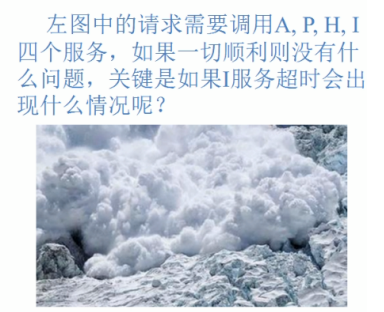 左图中的请求需要调用A, P, H, I
四个服务，如果一切顺利则没有什
么问题，关键是如果I服务超时会出
现什么情况呢？